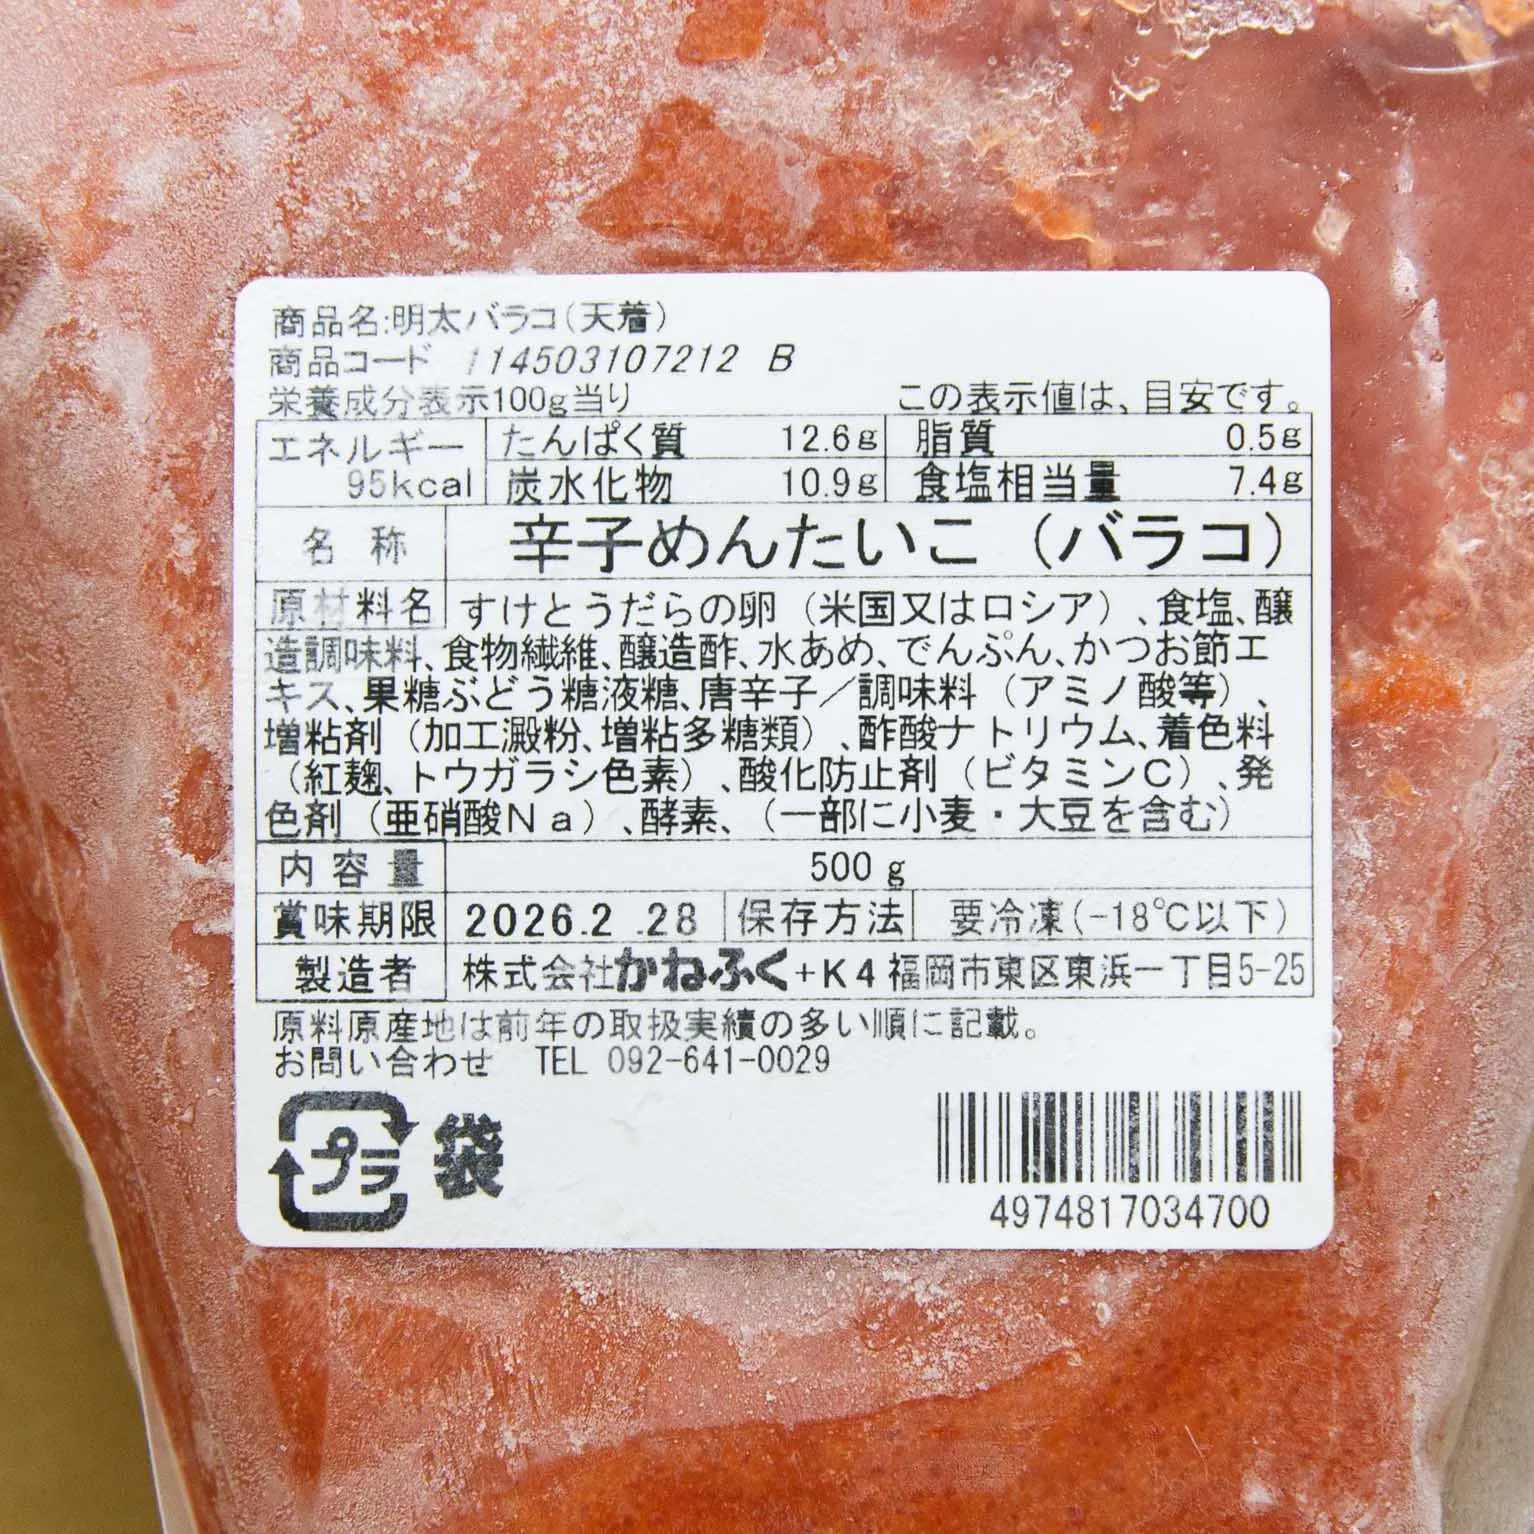 商品名:明太バラコ(天着)
商品コード 114503107212 B
栄養成分表示100g当り この表示値は、目安です。
エネルギー 95kcal たんぱく質 12.6g 脂質 0.5g
炭水化物 10.9g 食塩相当量 7.4g
名称 辛子めんたいこ(バラコ)
原材料名 すけとうだらの卵(米国又はロシア)、食塩、醸
造調味料、食物繊維、醸造酢、水あめ、でんぷん、かつお節エ
キス、果糖ぶどう糖液糖、唐辛子/調味料(アミノ酸等)、
増粘剤(加工澱粉、増粘多糖類)、酢酸ナトリウム、着色料
(紅麹、トウガラシ色素)、酸化防止剤(ビタミンC)、発
色剤(亜硝酸Na)、酵素、(一部に小麦・大豆を含む)
内容量 500g
賞味期限 2026.2.28 保存方法 要冷凍(-18℃以下)
製造者 株式会社かねふく+K4 福岡市東区東浜一丁目5-25
原料原産地は前年の取扱実績の多い順に記載。
お問い合わせ TEL 092-641-0029
プラ 袋
4974817034700